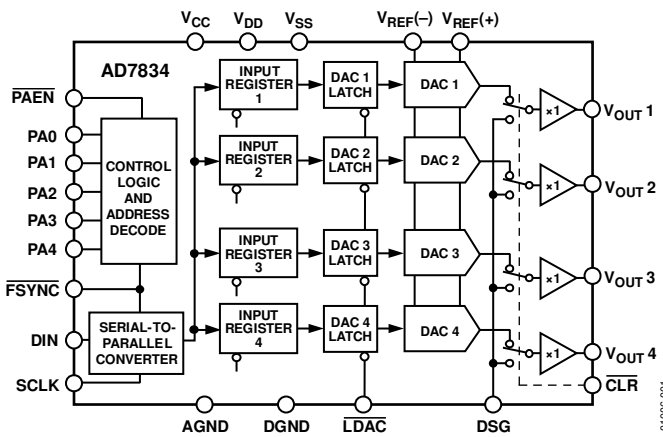 VCC VDD VSS VREF(–) VREF(+)
AD7834
PAEN
PA0
PA1
PA2
PA3
PA4
FSYNC
DIN
SCLK
CONTROL
LOGIC
AND
ADDRESS
DECODE
SERIAL-TO-
PARALLEL
CONVERTER
INPUT
REGISTER
1
DAC 1
LATCH
DAC 1
×1
VOUT 1
INPUT
REGISTER
2
DAC 2
LATCH
DAC 2
×1
VOUT 2
INPUT
REGISTER
3
DAC 3
LATCH
DAC 3
×1
VOUT 3
INPUT
REGISTER
4
DAC 4
LATCH
DAC 4
×1
VOUT 4
CLR
AGND DGND LDAC DSG